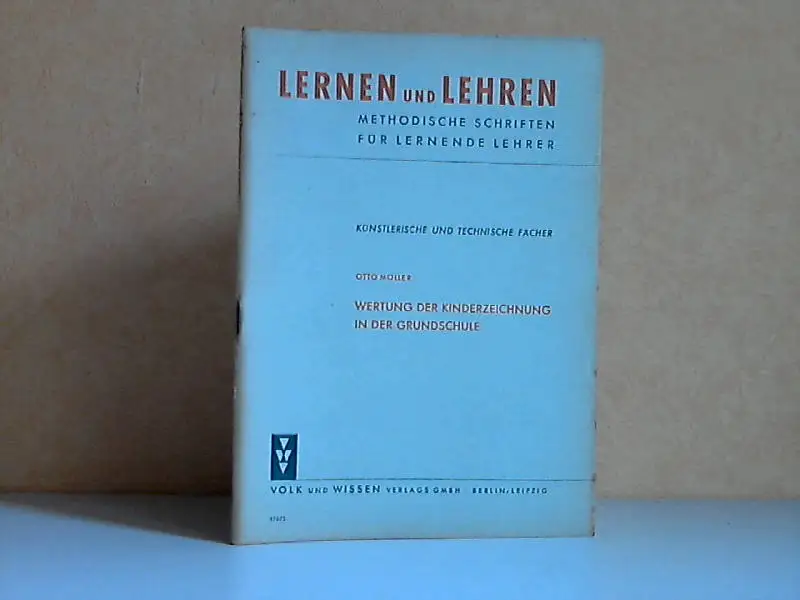 LERNEN UND LEHREN
METHODISCHE SCHRIFTEN
FÜR LERNENDE LEHRER
KÜNSTLERISCHE UND TECHNISCHE FÄCHER
OTTO MÜLLER
WERTUNG DER KINDERZEICHNUNG
IN DER GRUNDSCHULE
VOLK UND WISSEN VERLAGS GMBH · BERLIN/LEIPZIG